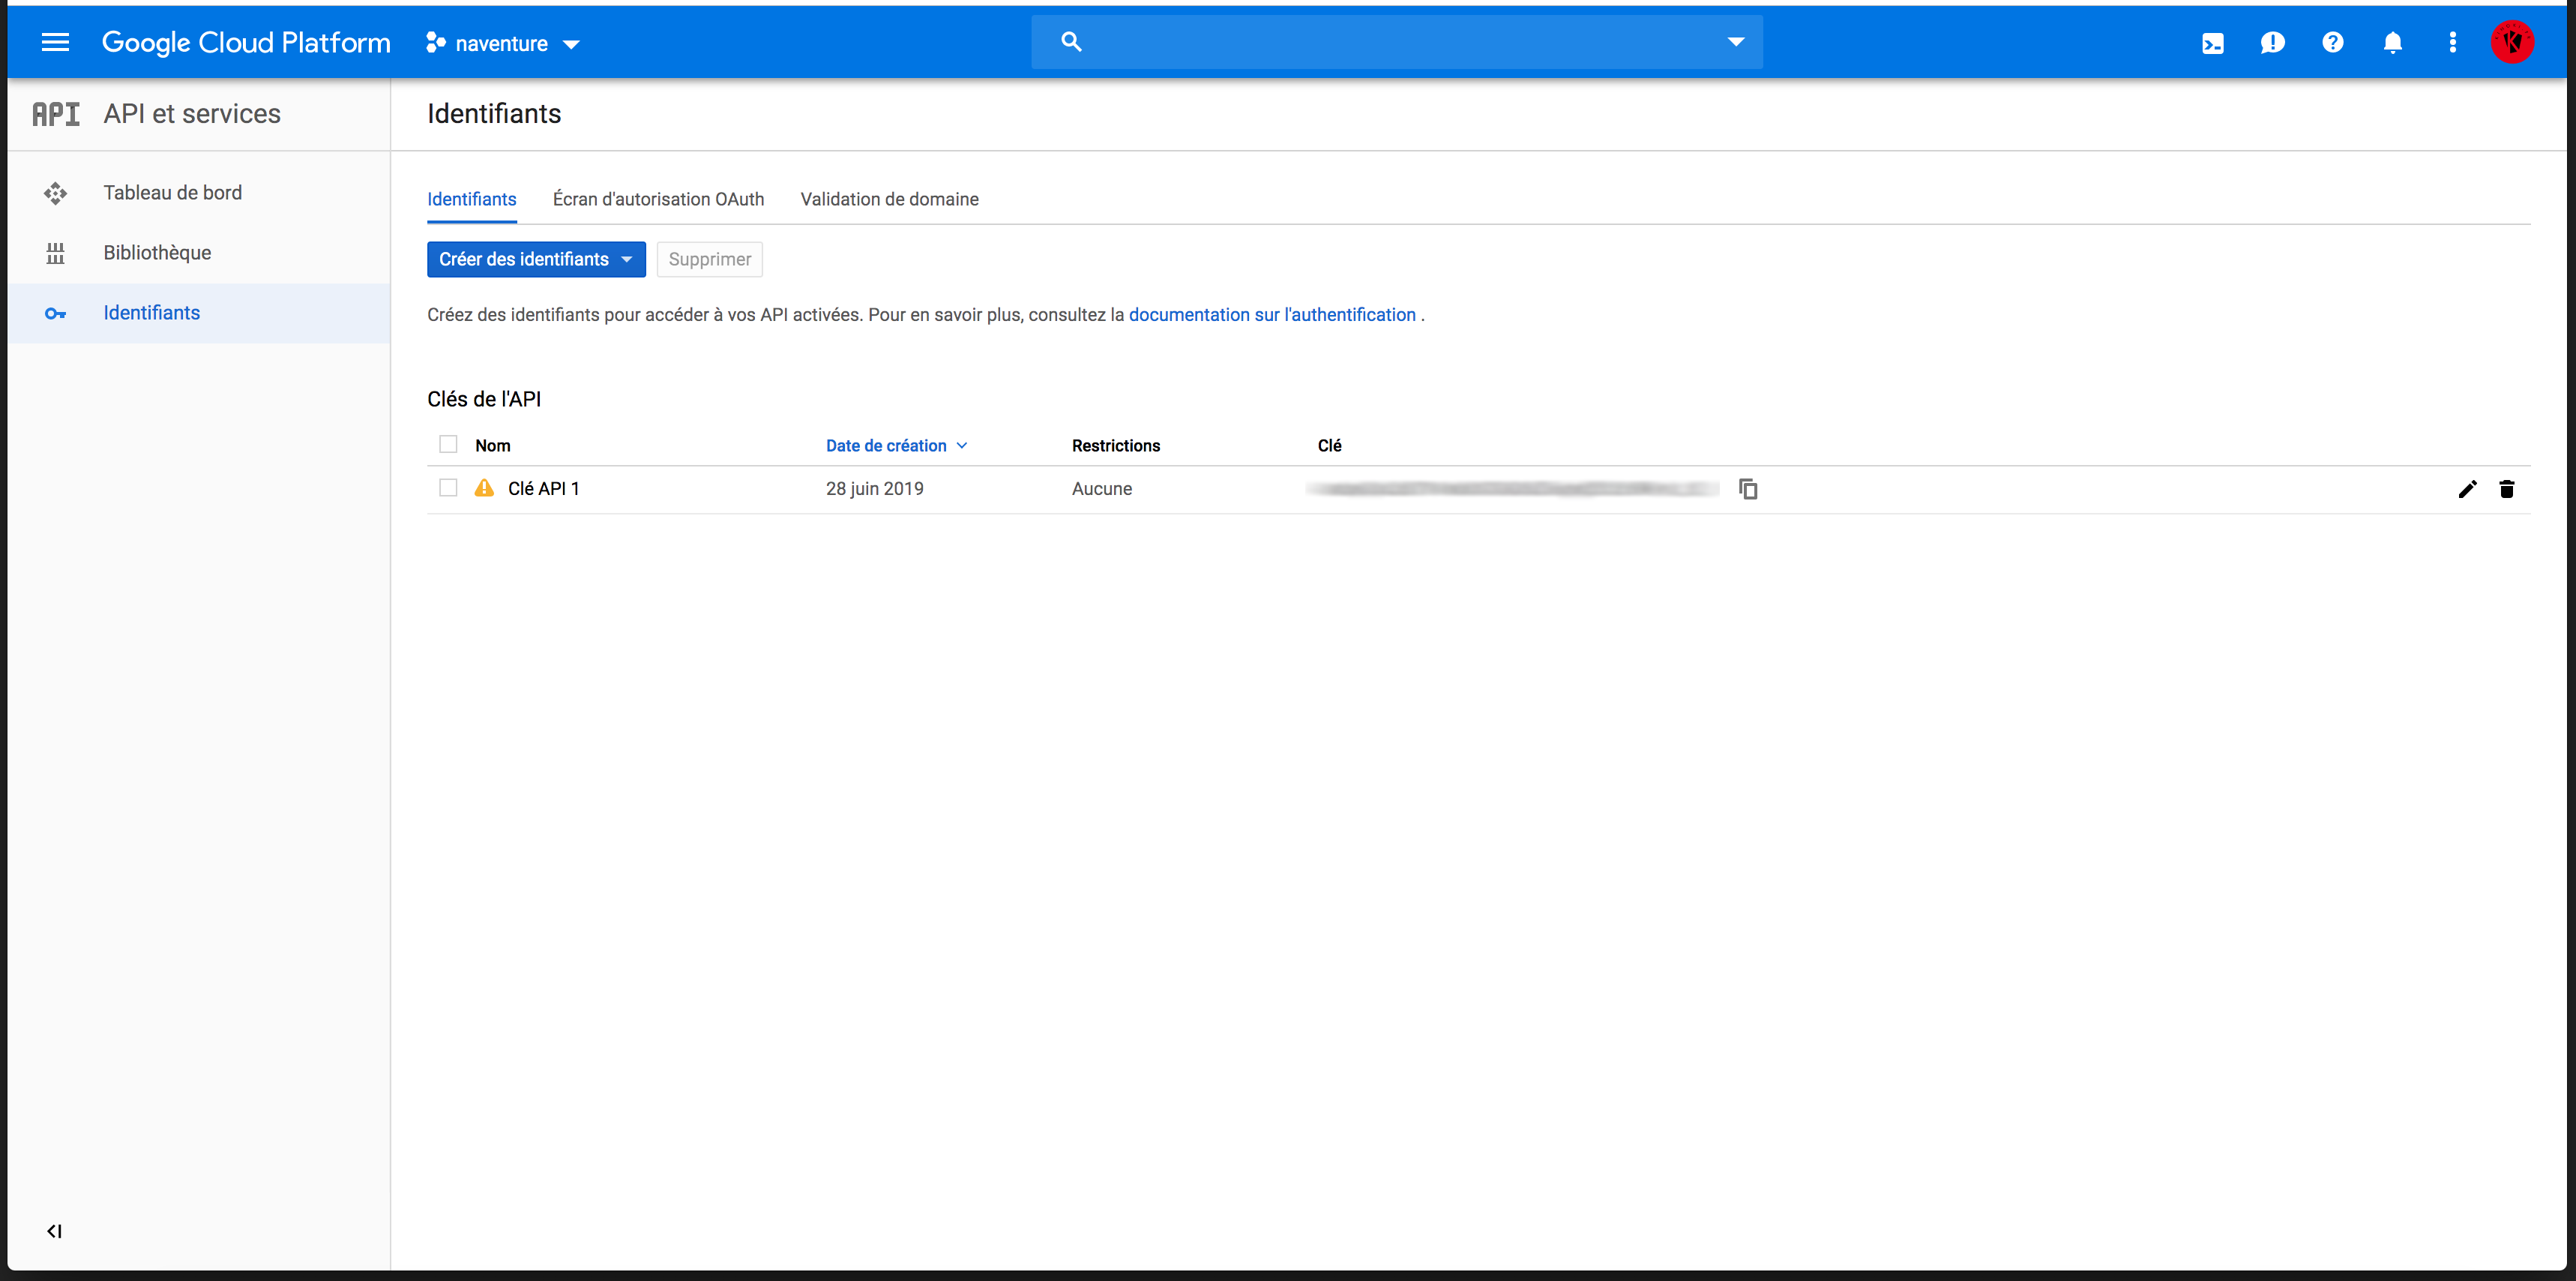 Google Cloud Platform naventure
API API et services Identifiants
Tableau de bord
Bibliothèque
Identifiants
Identifiants Écran d'autorisation OAuth Validation de domaine
Créer des identifiants Supprimer
Créez des identifiants pour accéder à vos API activées. Pour en savoir plus, consultez la documentation sur l'authentification .
Clés de l'API
Nom Date de création Restrictions Clé
Clé API 1 28 juin 2019 Aucune